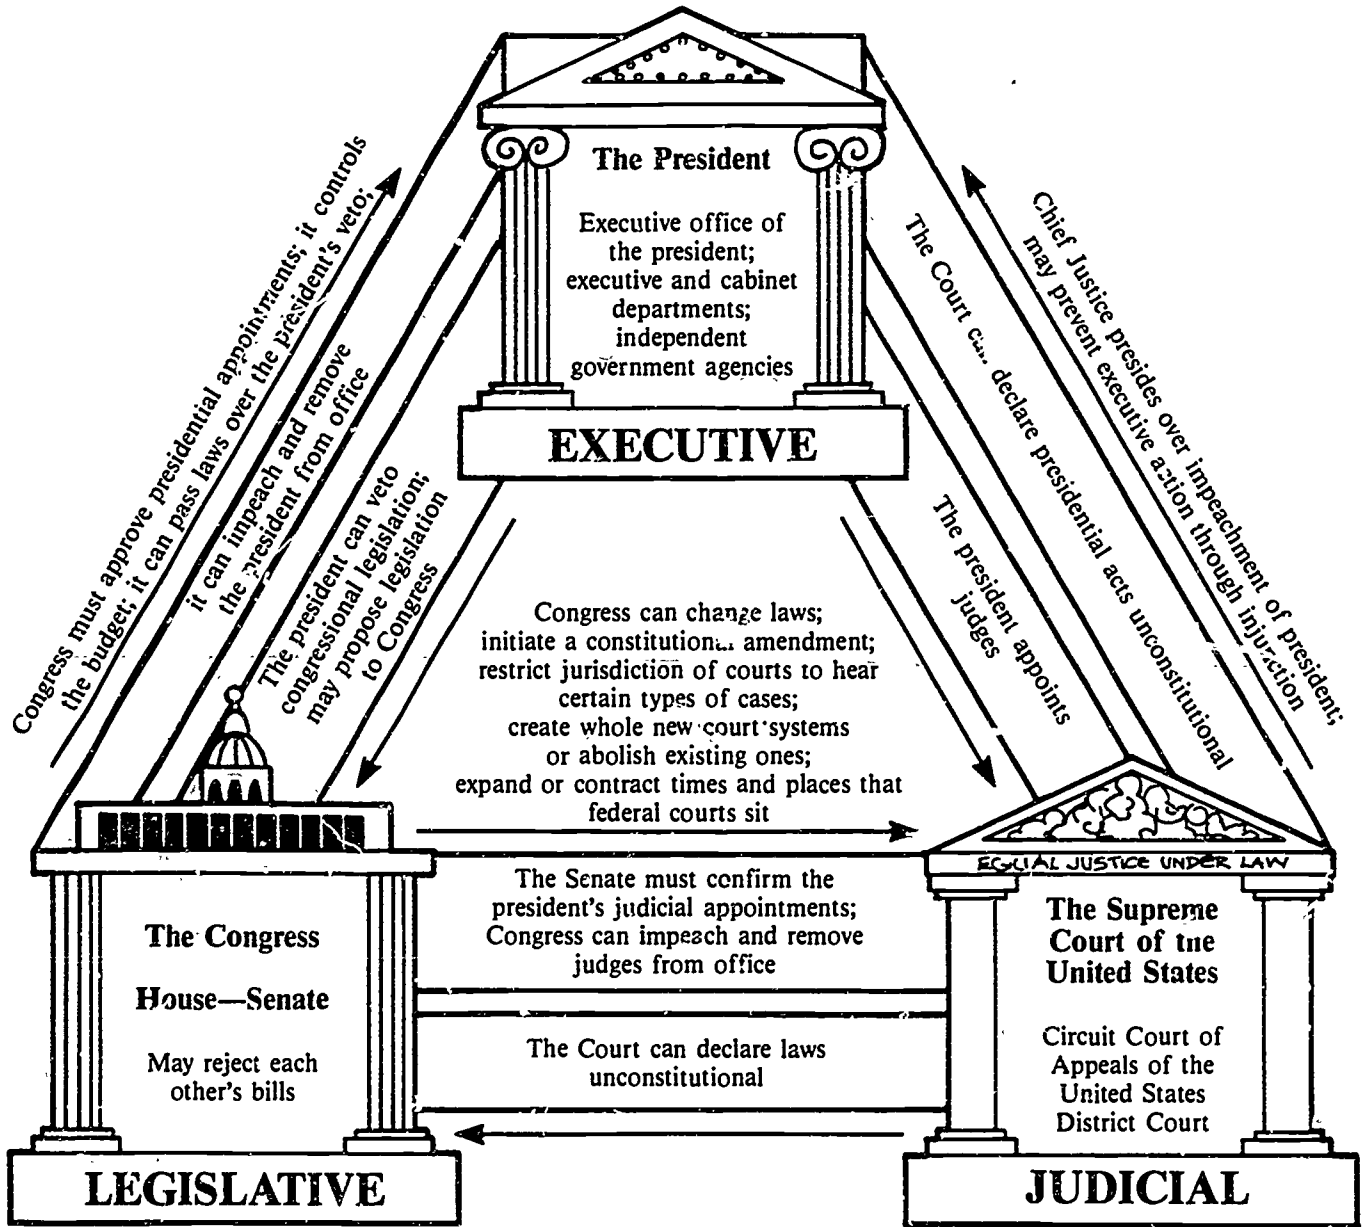 The President
Executive office of
the president;
executive and cabinet
departments;
independent
government agencies
EXECUTIVE
Congress must approve presidential appointments; it controls
the budget; it can pass laws over the president's veto;
it can impeach and remove
the president from office
The president can veto
congressional legislation;
may propose legislation
to Congress
Chief Justice presides over impeachment of president;
may prevent executive action through injunction
The Court can declare presidential acts unconstitutional
The president appoints
judges
Congress can change laws;
initiate a constitutional amendment;
restrict jurisdiction of courts to hear
certain types of cases;
create whole new court systems
or abolish existing ones;
expand or contract times and places that
federal courts sit
The Senate must confirm the
president's judicial appointments;
Congress can impeach and remove
judges from office
The Court can declare laws
unconstitutional
The Congress
House—Senate
May reject each
other's bills
LEGISLATIVE
EQUAL JUSTICE UNDER LAW
The Supreme
Court of the
United States
Circuit Court of
Appeals of the
United States
District Court
JUDICIAL